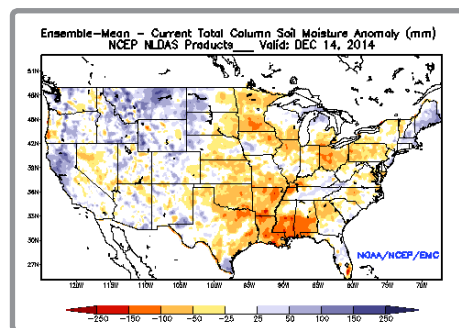 Ensemble-Mean - Current Total Column Soil Moisture Anomaly (mm)
NCEP NLDAS Products___ Valid: DEC 14, 2014
51N
48N
45N
42N
39N
36N
33N
30N
27N
NOAA/NCEP/EMC
120W 115W 110W 105W 100W 95W 90W 85W 80W 75W 70W
-250 -150 -50 -25 25 50 150 250